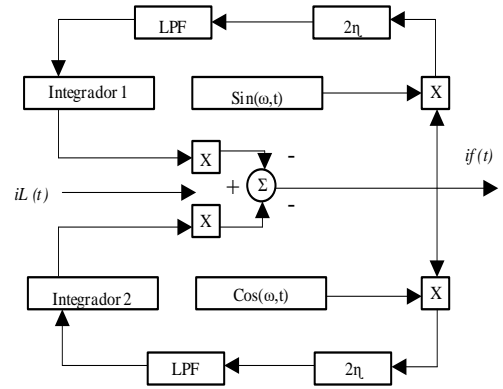 LPF
2η
Integrador 1
Sin(ω,t)
X
X
-
iL (t)
+
Σ
if(t)
X
-
Integrador 2
Cos(ω,t)
X
LPF
2η